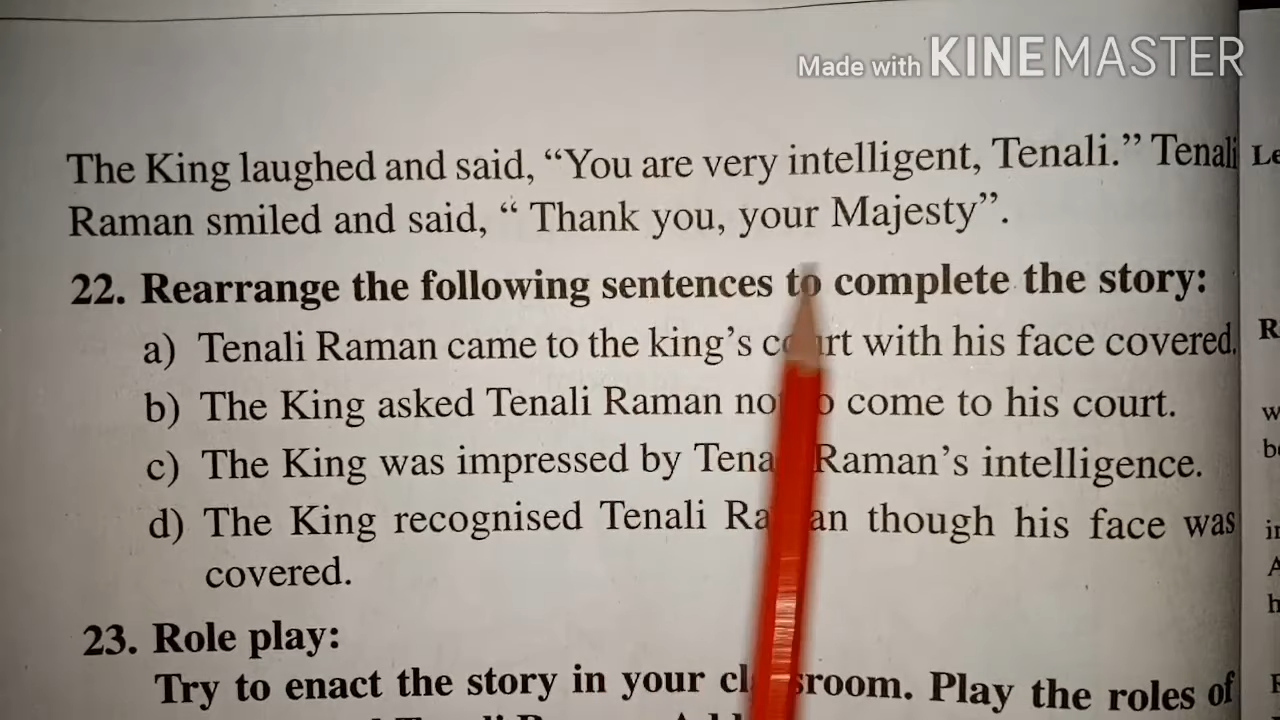 Made with KINEMASTER
The King laughed and said, “You are very intelligent, Tenali.” Tenali
Raman smiled and said, “ Thank you, your Majesty”.
22. Rearrange the following sentences to complete the story:
a) Tenali Raman came to the king’s court with his face covered.
b) The King asked Tenali Raman not to come to his court.
c) The King was impressed by Tenali Raman’s intelligence.
d) The King recognised Tenali Raman though his face was
covered.
23. Role play:
Try to enact the story in your classroom. Play the roles of